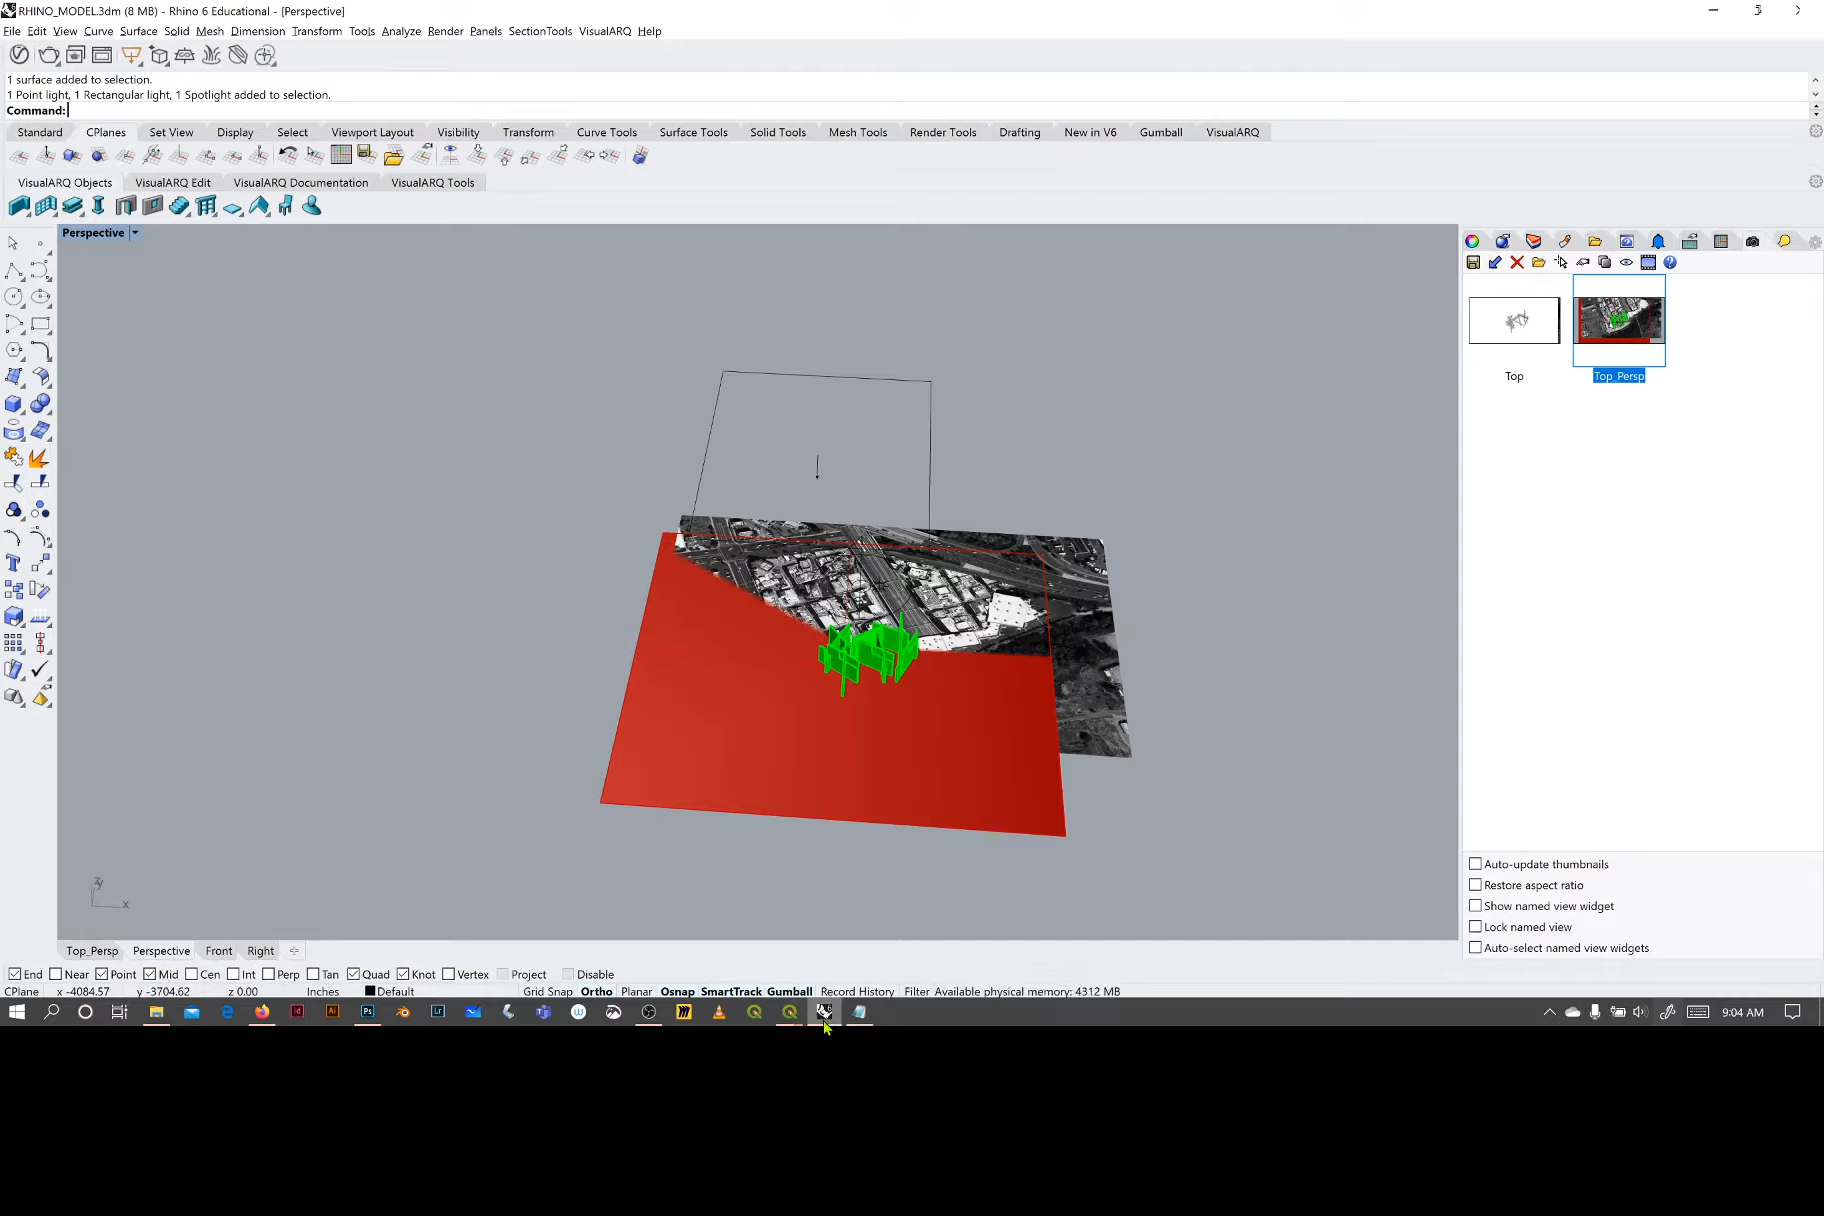 RHINO_MODEL.3dm (8 MB) - Rhino 6 Educational - [Perspective]
File Edit View Curve Surface Solid Mesh Dimension Transform Tools Analyze Render Panels SectionTools VisualARQ Help
1 surface added to selection.
1 Point light, 1 Rectangular light, 1 Spotlight added to selection.
Command:
Standard CPlanes Set View Display Select Viewport Layout Visibility Transform Curve Tools Surface Tools Solid Tools Mesh Tools Render Tools Drafting New in V6 Gumball VisualARQ
VisualARQ Objects VisualARQ Edit VisualARQ Documentation VisualARQ Tools
Perspective
Top Top_Persp
Auto-update thumbnails
Restore aspect ratio
Show named view widget
Lock named view
Auto-select named view widgets
z y x
Top_Persp Perspective Front Right
End Near Point Mid Cen Int Perp Tan Quad Knot Vertex Project Disable
CPlane x -4084.57 y -3704.62 z 0.00 Inches Default Grid Snap Ortho Planar Osnap SmartTrack Gumball Record History Filter Available physical memory: 4312 MB
Id Ai Ps Lr 9:04 AM